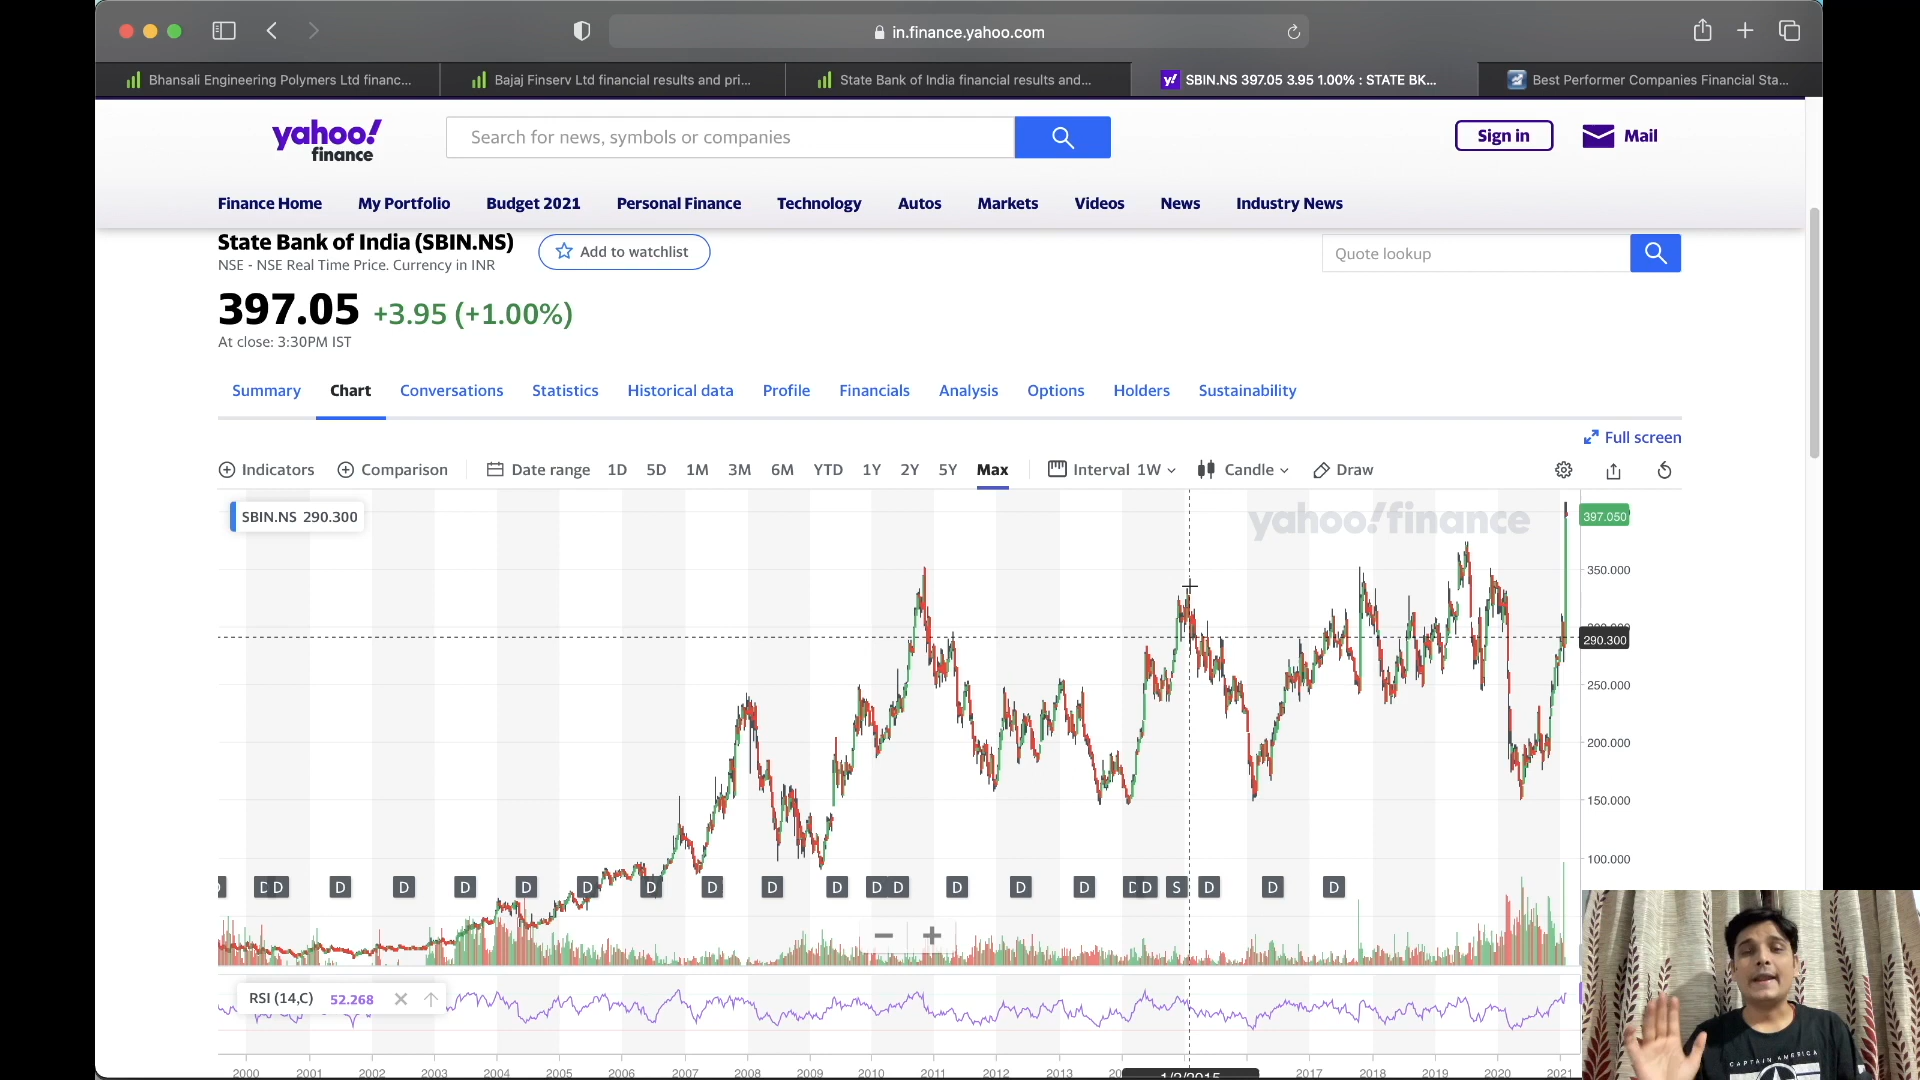 in.finance.yahoo.com
Bhansali Engineering Polymers Ltd financ...
Bajaj Finserv Ltd financial results and pri...
State Bank of India financial results and...
y! SBIN.NS 397.05 3.95 1.00% : STATE BK...
Best Performer Companies Financial Sta...
yahoo!
finance
Search for news, symbols or companies
Sign in
Mail
Finance Home My Portfolio Budget 2021 Personal Finance Technology Autos Markets Videos News Industry News
State Bank of India (SBIN.NS)
Add to watchlist
Quote lookup
NSE - NSE Real Time Price. Currency in INR
397.05 +3.95 (+1.00%)
At close: 3:30PM IST
Summary Chart Conversations Statistics Historical data Profile Financials Analysis Options Holders Sustainability
Full screen
Indicators Comparison Date range 1D 5D 1M 3M 6M YTD 1Y 2Y 5Y Max Interval 1W Candle Draw
SBIN.NS 290.300
yahoo!finance
397.050
350.000
290.300
250.000
200.000
150.000
100.000
D D D D D D D D D D D D D D D D D D D S D D D
RSI (14,C) 52.268
2000 2001 2002 2003 2004 2005 2006 2007 2008 2009 2010 2011 2012 2013 1/2/2015 2017 2018 2019 2020 2021
CAPTAIN AMERICA